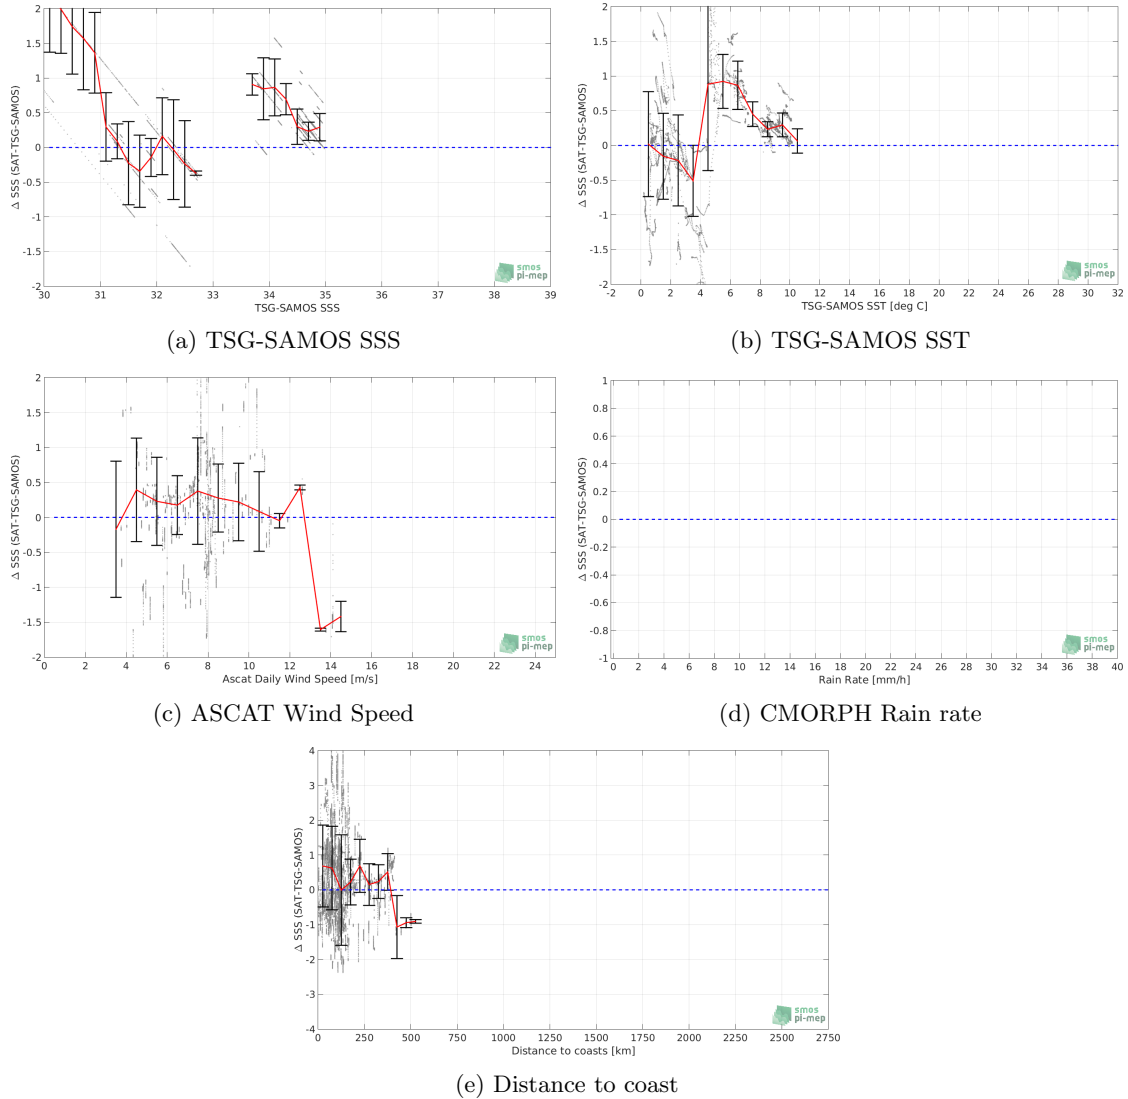 2
1.5
1
0.5
0
-0.5
-1
-1.5
-2
Δ SSS (SAT-TSG-SAMOS)
30 31 32 33 34 35 36 37 38 39
TSG-SAMOS SSS
smos
pi-mep
(a) TSG-SAMOS SSS
2
1.5
1
0.5
0
-0.5
-1
-1.5
-2
Δ SSS (SAT-TSG-SAMOS)
-2 0 2 4 6 8 10 12 14 16 18 20 22 24 26 28 30 32
TSG-SAMOS SST [deg C]
smos
pi-mep
(b) TSG-SAMOS SST
2
1.5
1
0.5
0
-0.5
-1
-1.5
-2
Δ SSS (SAT-TSG-SAMOS)
0 2 4 6 8 10 12 14 16 18 20 22 24
Ascat Daily Wind Speed [m/s]
smos
pi-mep
(c) ASCAT Wind Speed
1
0.8
0.6
0.4
0.2
0
-0.2
-0.4
-0.6
-0.8
-1
Δ SSS (SAT-TSG-SAMOS)
0 2 4 6 8 10 12 14 16 18 20 22 24 26 28 30 32 34 36 38 40
Rain Rate [mm/h]
smos
pi-mep
(d) CMORPH Rain rate
4
3
2
1
0
-1
-2
-3
-4
Δ SSS (SAT-TSG-SAMOS)
0 250 500 750 1000 1250 1500 1750 2000 2250 2500 2750
Distance to coasts [km]
smos
pi-mep
(e) Distance to coast